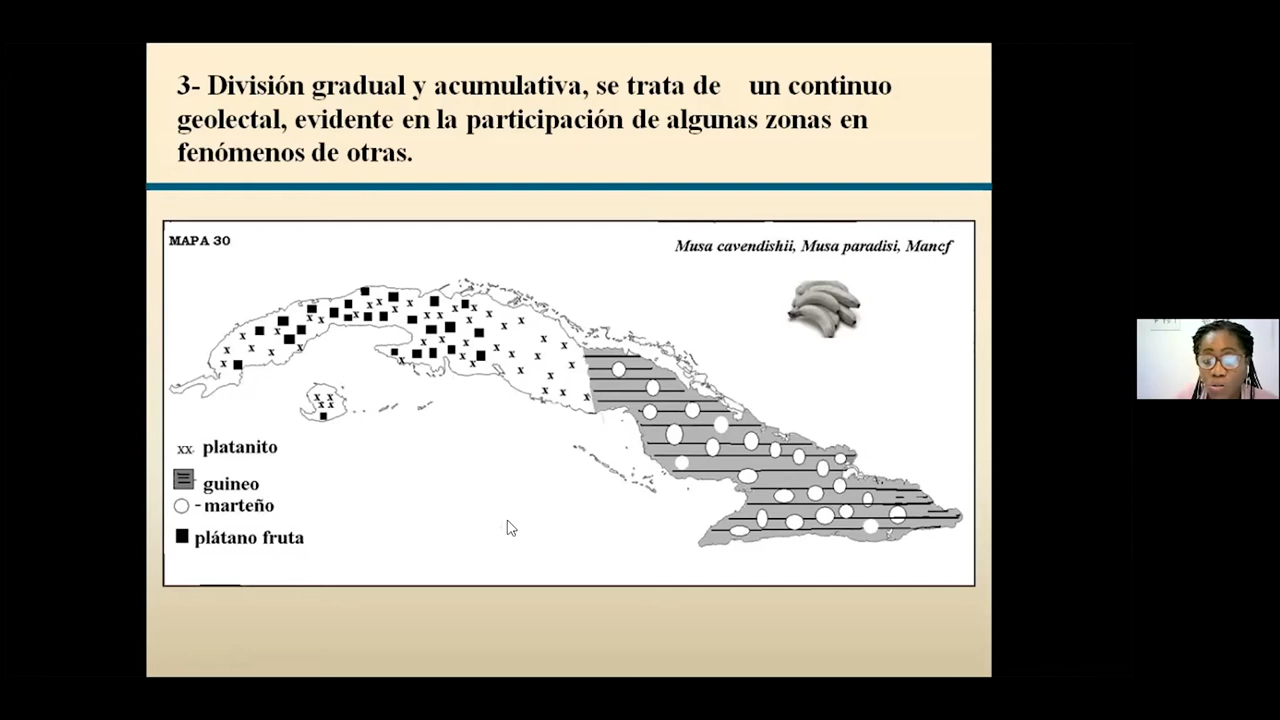 3- División gradual y acumulativa, se trata de un continuo
geolectal, evidente en la participación de algunas zonas en
fenómenos de otras.
MAPA 30
Musa cavendishii, Musa paradisi, Mancf
xx platanito
guineo
- marteño
plátano fruta